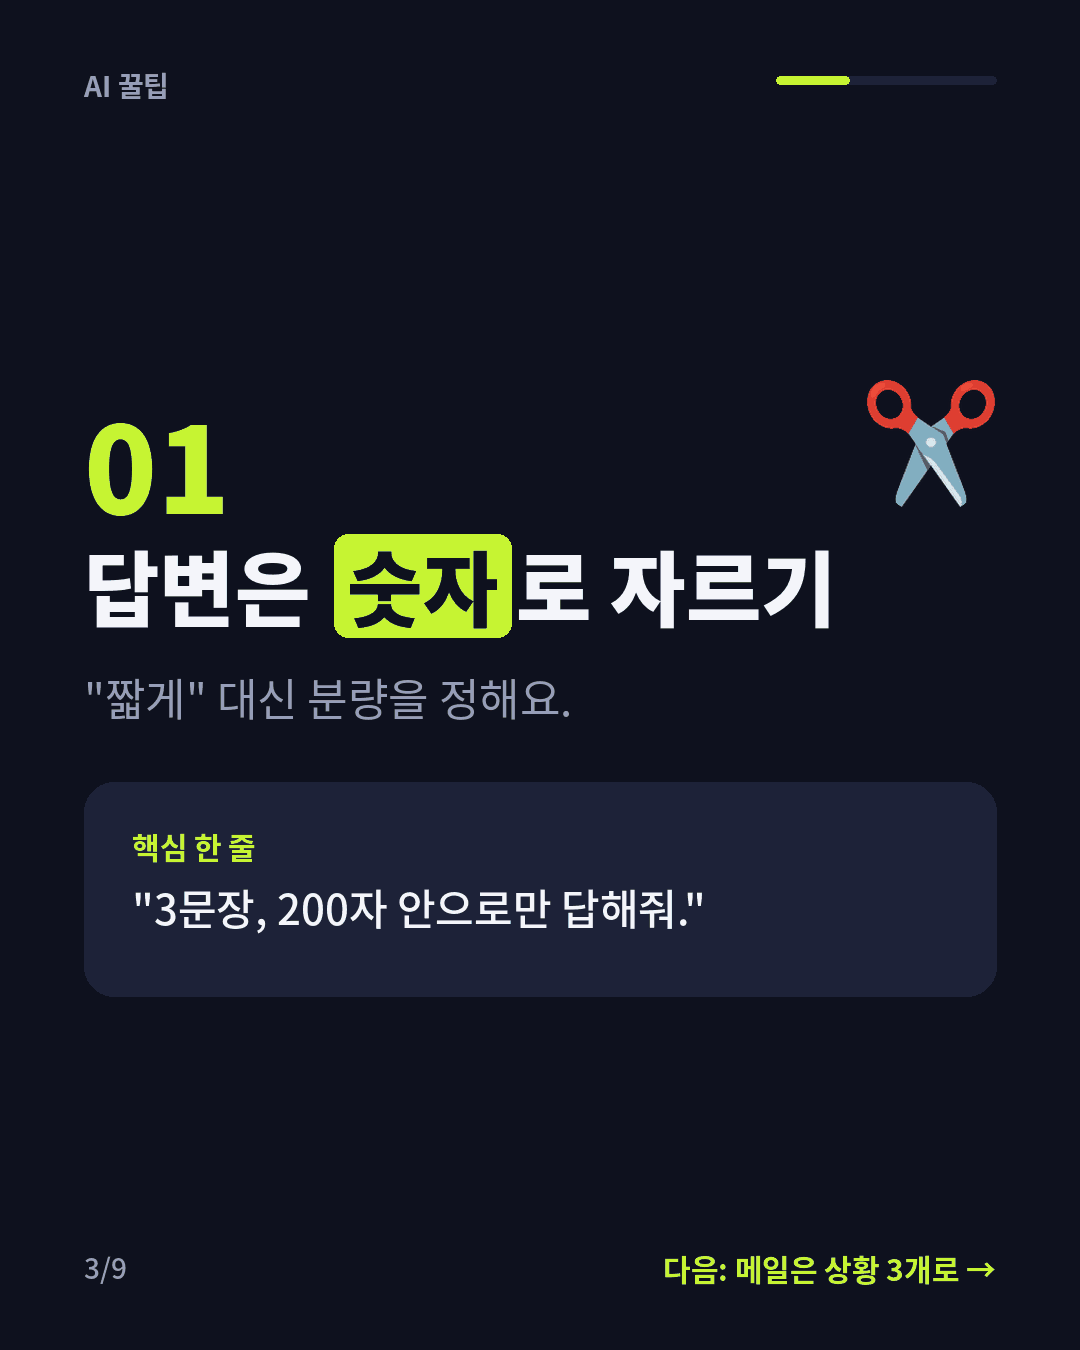 AI 꿀팁
01
답변은 숫자로 자르기
"짧게" 대신 분량을 정해요.
핵심 한 줄
"3문장, 200자 안으로만 답해줘."
3/9
다음: 메일은 상황 3개로 →